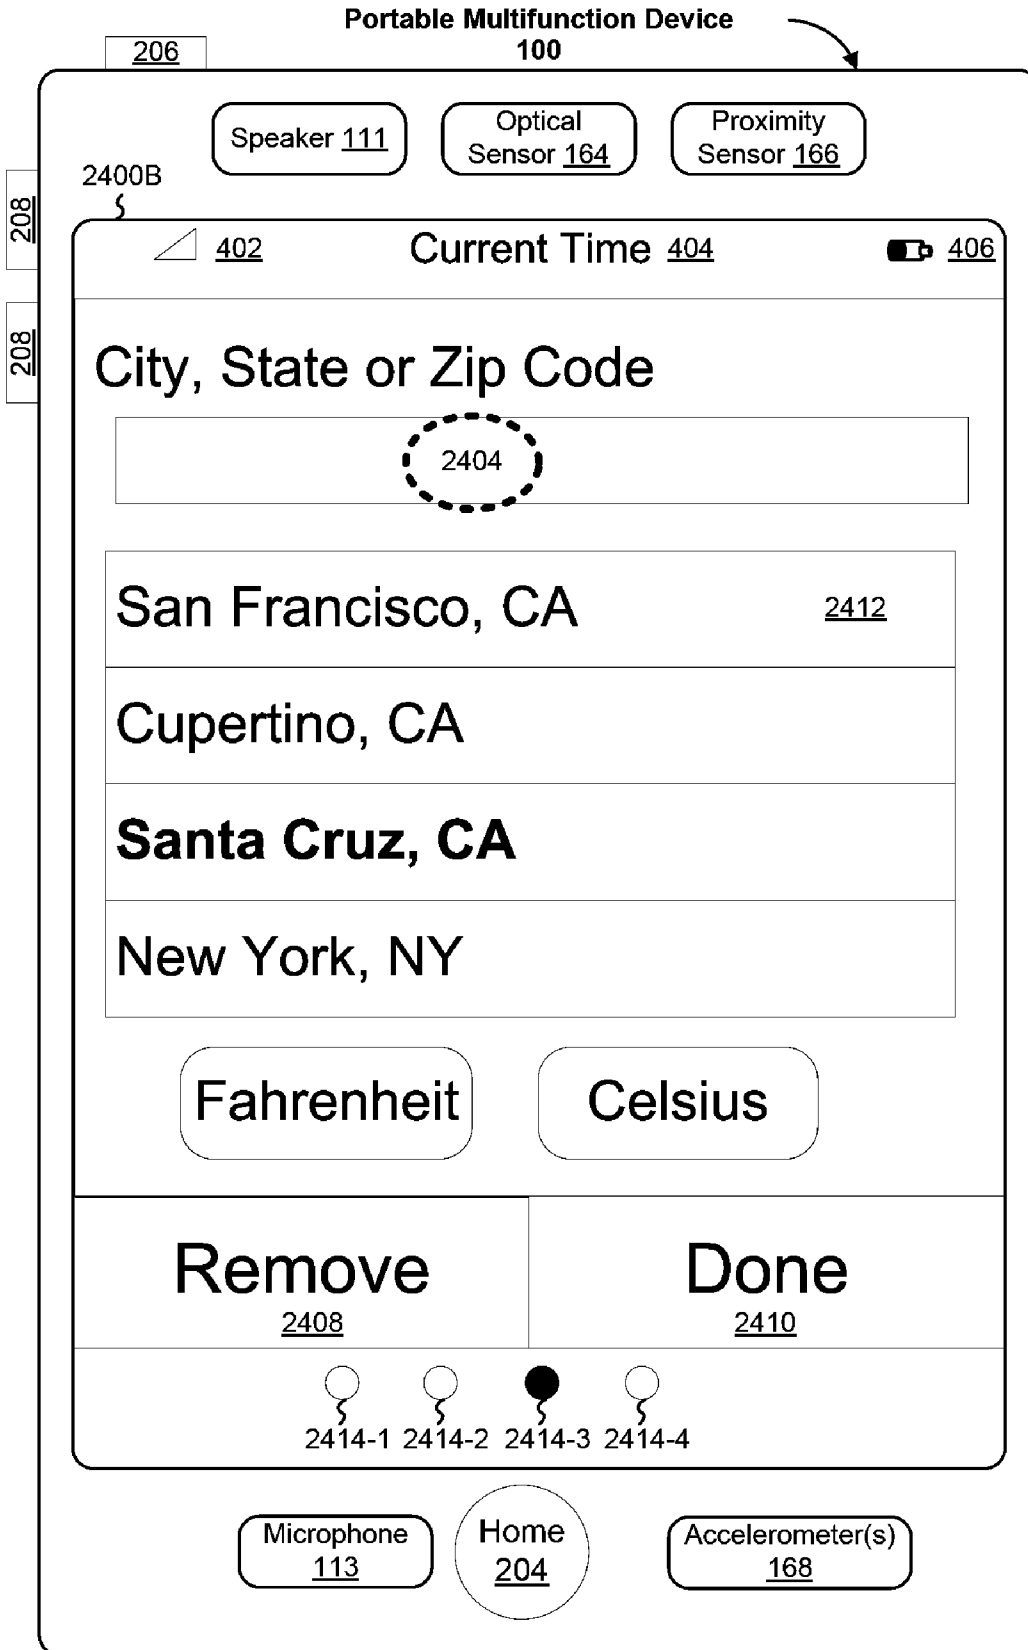 Portable Multifunction Device
100
206
Speaker 111
Optical
Sensor 164
Proximity
Sensor 166
2400B
208
208
402
Current Time 404
406
City, State or Zip Code
2404
San Francisco, CA
2412
Cupertino, CA
Santa Cruz, CA
New York, NY
Fahrenheit
Celsius
Remove
2408
Done
2410
2414-1 2414-2 2414-3 2414-4
Microphone
113
Home
204
Accelerometer(s)
168